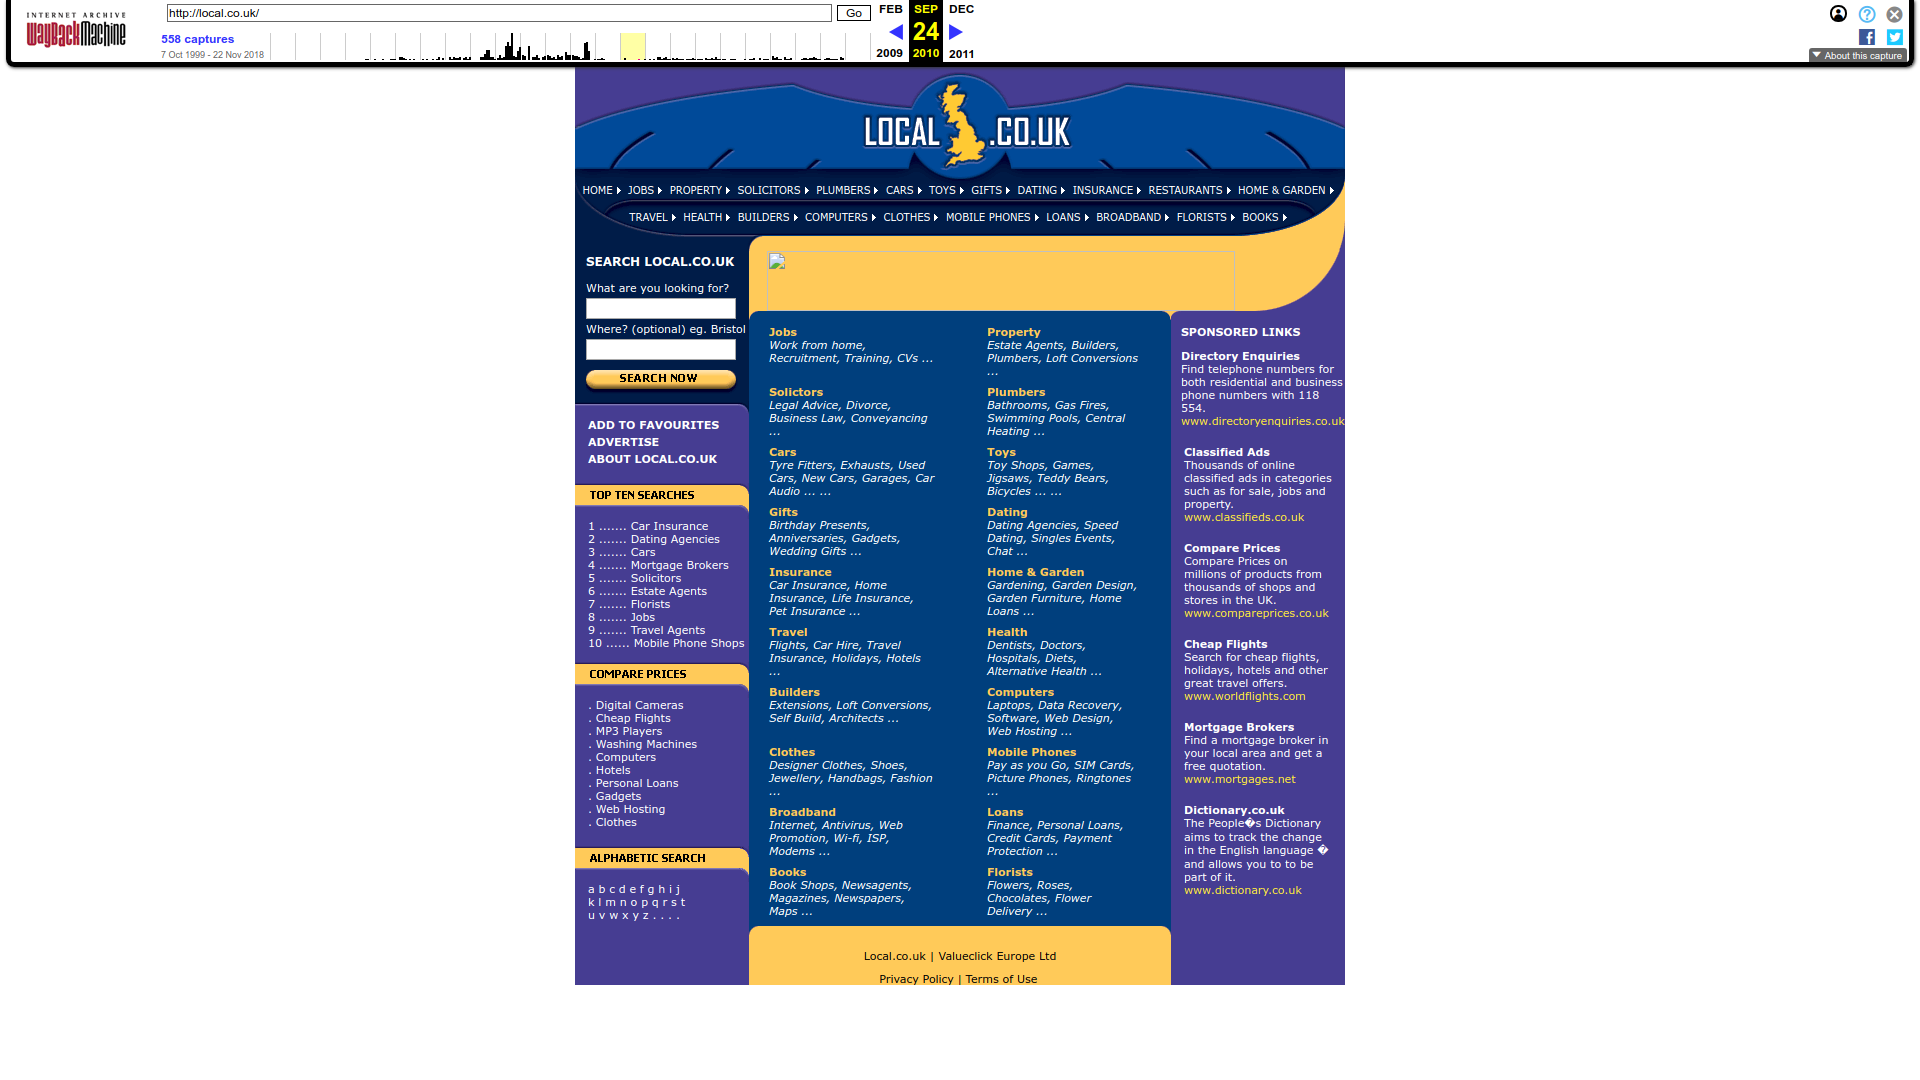 INTERNET ARCHIVE
WayBackMachine
http://local.co.uk/
Go
FEB SEP DEC
24
2009 2010 2011
558 captures
7 Oct 1999 - 22 Nov 2018
About this capture
LOCAL .CO.UK
HOME JOBS PROPERTY SOLICITORS PLUMBERS CARS TOYS GIFTS DATING INSURANCE RESTAURANTS HOME & GARDEN
TRAVEL HEALTH BUILDERS COMPUTERS CLOTHES MOBILE PHONES LOANS BROADBAND FLORISTS BOOKS
SEARCH LOCAL.CO.UK
What are you looking for?
Where? (optional) eg. Bristol
SEARCH NOW
ADD TO FAVOURITES
ADVERTISE
ABOUT LOCAL.CO.UK
TOP TEN SEARCHES
1 ....... Car Insurance
2 ....... Dating Agencies
3 ....... Cars
4 ....... Mortgage Brokers
5 ....... Solicitors
6 ....... Estate Agents
7 ....... Florists
8 ....... Jobs
9 ....... Travel Agents
10 ...... Mobile Phone Shops
COMPARE PRICES
. Digital Cameras
. Cheap Flights
. MP3 Players
. Washing Machines
. Computers
. Hotels
. Personal Loans
. Gadgets
. Web Hosting
. Clothes
ALPHABETIC SEARCH
a b c d e f g h i j
k l m n o p q r s t
u v w x y z . . . .
Jobs
Work from home,
Recruitment, Training, CVs ...
Property
Estate Agents, Builders,
Plumbers, Loft Conversions
...
Solictors
Legal Advice, Divorce,
Business Law, Conveyancing
...
Plumbers
Bathrooms, Gas Fires,
Swimming Pools, Central
Heating ...
Cars
Tyre Fitters, Exhausts, Used
Cars, New Cars, Garages, Car
Audio ... ...
Toys
Toy Shops, Games,
Jigsaws, Teddy Bears,
Bicycles ... ...
Gifts
Birthday Presents,
Anniversaries, Gadgets,
Wedding Gifts ...
Dating
Dating Agencies, Speed
Dating, Singles Events,
Chat ...
Insurance
Car Insurance, Home
Insurance, Life Insurance,
Pet Insurance ...
Home & Garden
Gardening, Garden Design,
Garden Furniture, Home
Loans ...
Travel
Flights, Car Hire, Travel
Insurance, Holidays, Hotels
...
Health
Dentists, Doctors,
Hospitals, Diets,
Alternative Health ...
Builders
Extensions, Loft Conversions,
Self Build, Architects ...
Computers
Laptops, Data Recovery,
Software, Web Design,
Web Hosting ...
Clothes
Designer Clothes, Shoes,
Jewellery, Handbags, Fashion
...
Mobile Phones
Pay as you Go, SIM Cards,
Picture Phones, Ringtones
...
Broadband
Internet, Antivirus, Web
Promotion, Wi-fi, ISP,
Modems ...
Loans
Finance, Personal Loans,
Credit Cards, Payment
Protection ...
Books
Book Shops, Newsagents,
Magazines, Newspapers,
Maps ...
Florists
Flowers, Roses,
Chocolates, Flower
Delivery ...
SPONSORED LINKS
Directory Enquiries
Find telephone numbers for
both residential and business
phone numbers with 118
554.
www.directoryenquiries.co.uk
Classified Ads
Thousands of online
classified ads in categories
such as for sale, jobs and
property.
www.classifieds.co.uk
Compare Prices
Compare Prices on
millions of products from
thousands of shops and
stores in the UK.
www.compareprices.co.uk
Cheap Flights
Search for cheap flights,
holidays, hotels and other
great travel offers.
www.worldflights.com
Mortgage Brokers
Find a mortgage broker in
your local area and get a
free quotation.
www.mortgages.net
Dictionary.co.uk
The People�s Dictionary
aims to track the change
in the English language �
and allows you to to be
part of it.
www.dictionary.co.uk
Local.co.uk | Valueclick Europe Ltd
Privacy Policy | Terms of Use